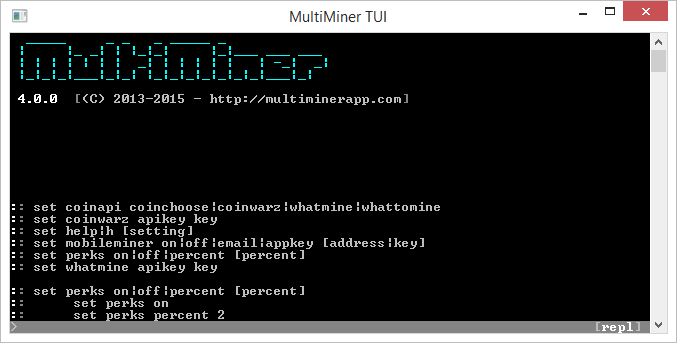 MultiMiner TUI
MultiMiner
4.0.0 [(C) 2013-2015 - http://multiminerapp.com]
:: set coinapi coinchoose¦coinwarz¦whatmine¦whattomine
:: set coinwarz apikey key
:: set help¦h [setting]
:: set mobileminer on¦off¦email¦appkey [address¦key]
:: set perks on¦off¦percent [percent]
:: set whatmine apikey key
:: set perks on¦off¦percent [percent]
:: set perks on
:: set perks percent 2
> [repl]